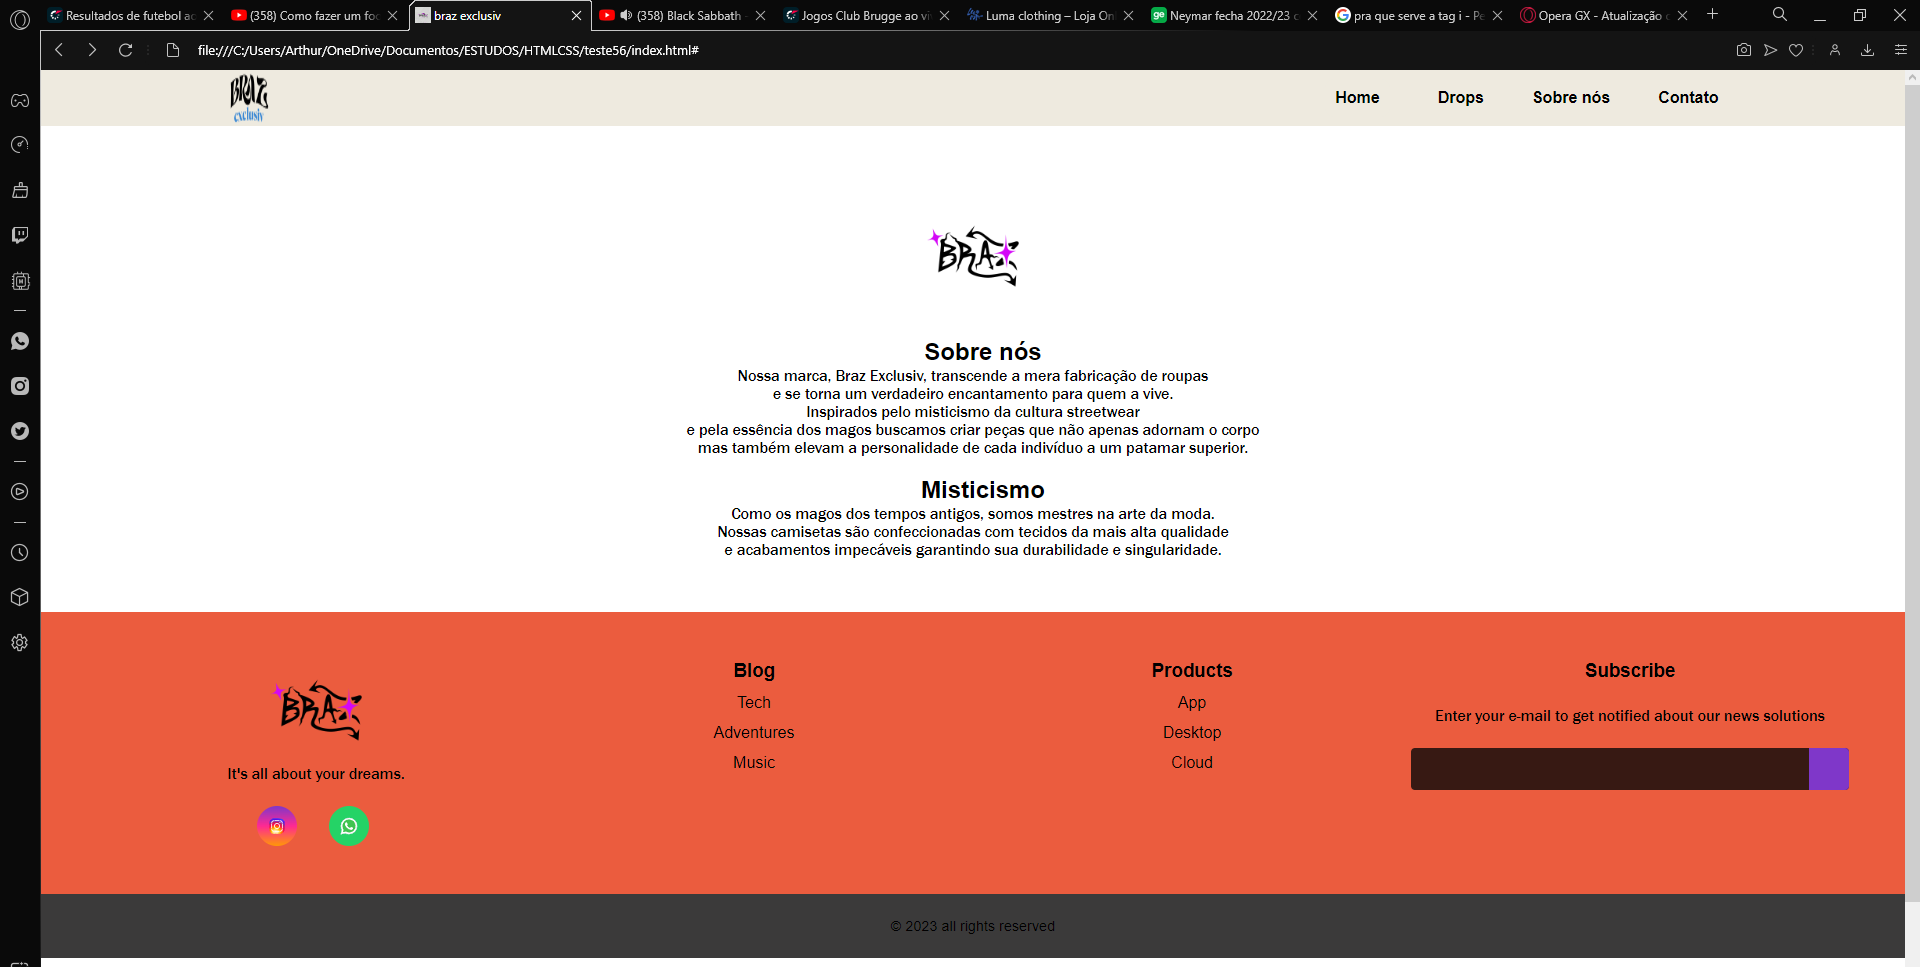 Resultados de futebol ao
(358) Como fazer um foo
braz exclusiv
(358) Black Sabbath -
Jogos Club Brugge ao vi
Luma clothing – Loja Onl
ge Neymar fecha 2022/23 c
pra que serve a tag i - Pe
Opera GX - Atualização d
file:///C:/Users/Arthur/OneDrive/Documentos/ESTUDOS/HTMLCSS/teste56/index.html#
BRAZ
exclusiv
Home
Drops
Sobre nós
Contato
BRAZ
Sobre nós
Nossa marca, Braz Exclusiv, transcende a mera fabricação de roupas
e se torna um verdadeiro encantamento para quem a vive.
Inspirados pelo misticismo da cultura streetwear
e pela essência dos magos buscamos criar peças que não apenas adornam o corpo
mas também elevam a personalidade de cada indivíduo a um patamar superior.
Misticismo
Como os magos dos tempos antigos, somos mestres na arte da moda.
Nossas camisetas são confeccionadas com tecidos da mais alta qualidade
e acabamentos impecáveis garantindo sua durabilidade e singularidade.
BRAZ
It's all about your dreams.
Blog
Tech
Adventures
Music
Products
App
Desktop
Cloud
Subscribe
Enter your e-mail to get notified about our news solutions
© 2023 all rights reserved